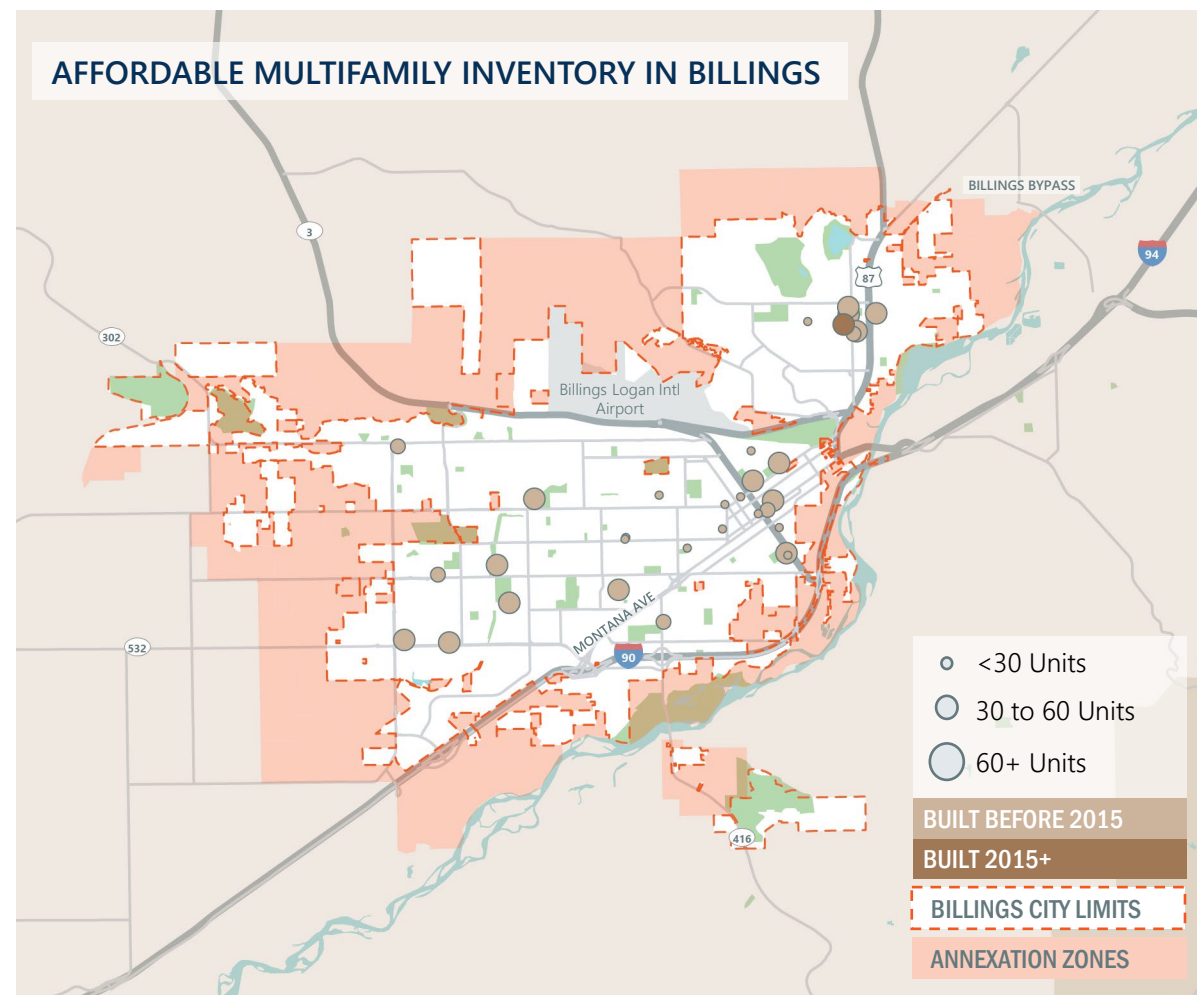 AFFORDABLE MULTIFAMILY INVENTORY IN BILLINGS
BILLINGS BYPASS
3
94
87
302
Billings Logan Intl
Airport
MONTANA AVE
532
90
416
<30 Units
30 to 60 Units
60+ Units
BUILT BEFORE 2015
BUILT 2015+
BILLINGS CITY LIMITS
ANNEXATION ZONES